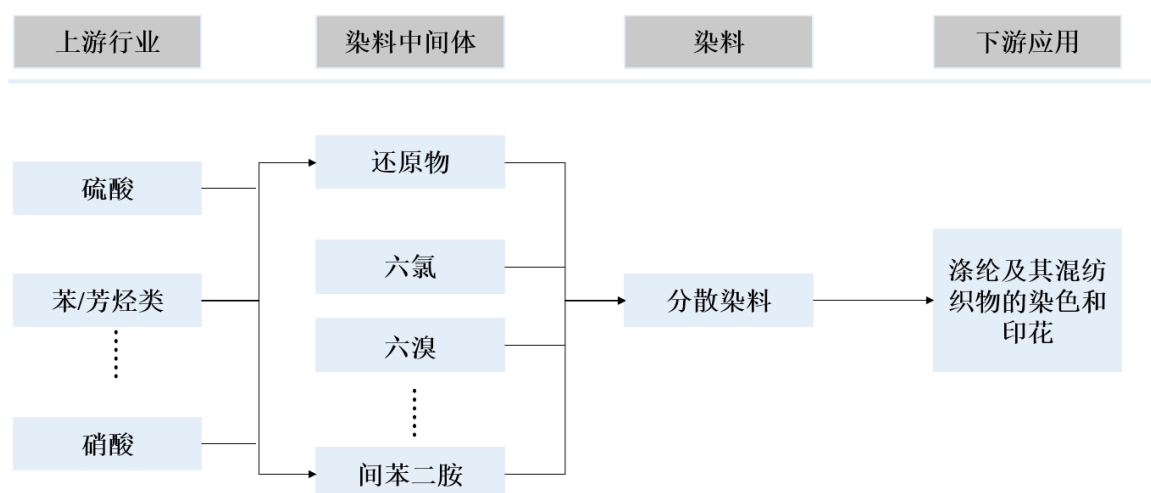 上游行业
染料中间体
染料
下游应用
硫酸
苯/芳烃类
硝酸
还原物
六氯
六溴
间苯二胺
分散染料
涤纶及其混纺
织物的染色和
印花